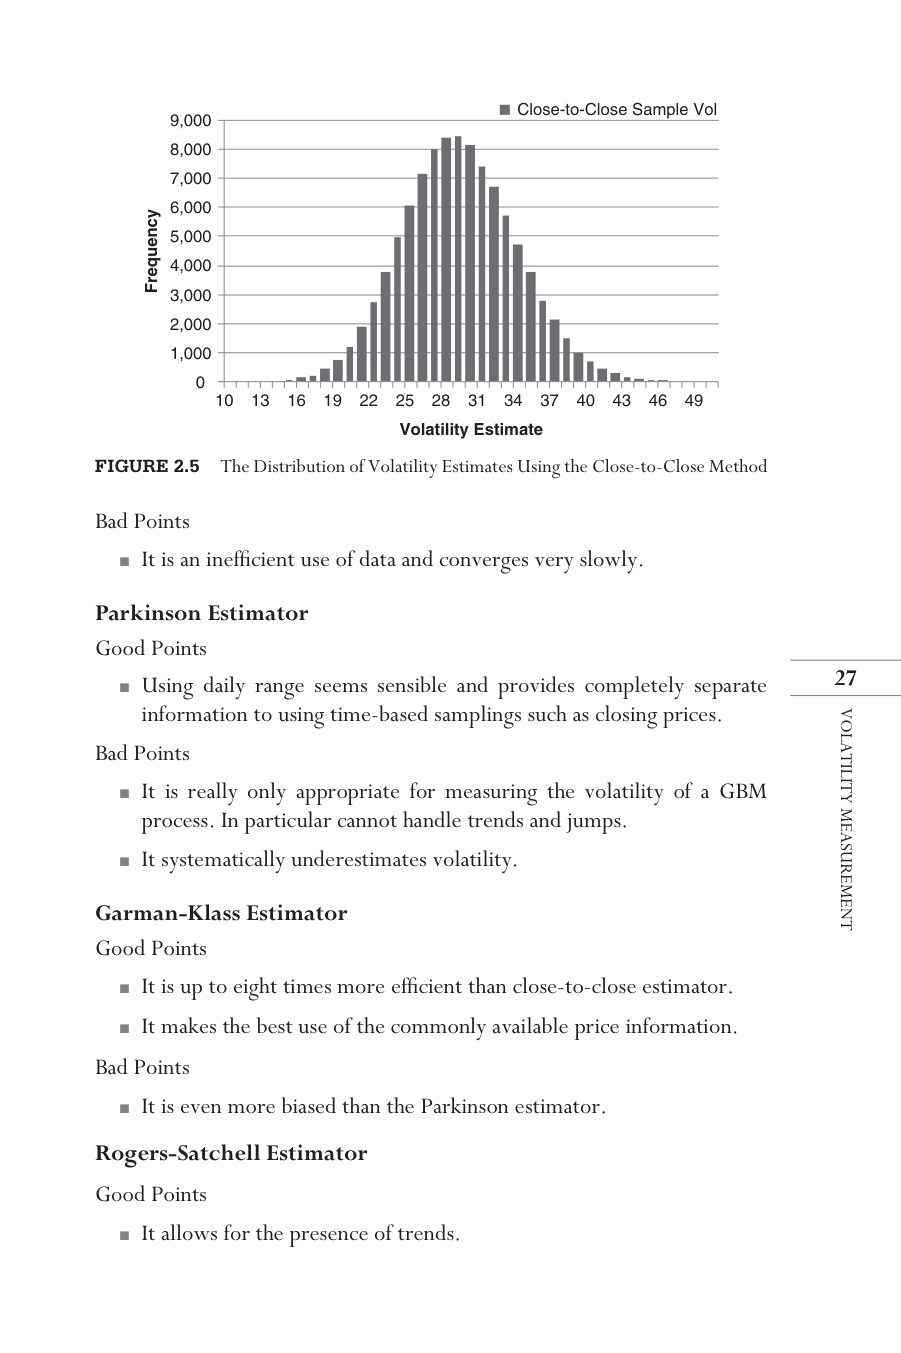 Close-to-Close Sample Vol
9,000
8,000
7,000
6,000
5,000
4,000
3,000
2,000
1,000
0
Frequency
10 13 16 19 22 25 28 31 34 37 40 43 46 49
Volatility Estimate
FIGURE 2.5 The Distribution of Volatility Estimates Using the Close-to-Close Method
Bad Points
■ It is an inefficient use of data and converges very slowly.
Parkinson Estimator
Good Points
■ Using daily range seems sensible and provides completely separate
information to using time-based samplings such as closing prices.
Bad Points
■ It is really only appropriate for measuring the volatility of a GBM
process. In particular cannot handle trends and jumps.
■ It systematically underestimates volatility.
Garman-Klass Estimator
Good Points
■ It is up to eight times more efficient than close-to-close estimator.
■ It makes the best use of the commonly available price information.
Bad Points
■ It is even more biased than the Parkinson estimator.
Rogers-Satchell Estimator
Good Points
■ It allows for the presence of trends.
27
VOLATILITY MEASUREMENT